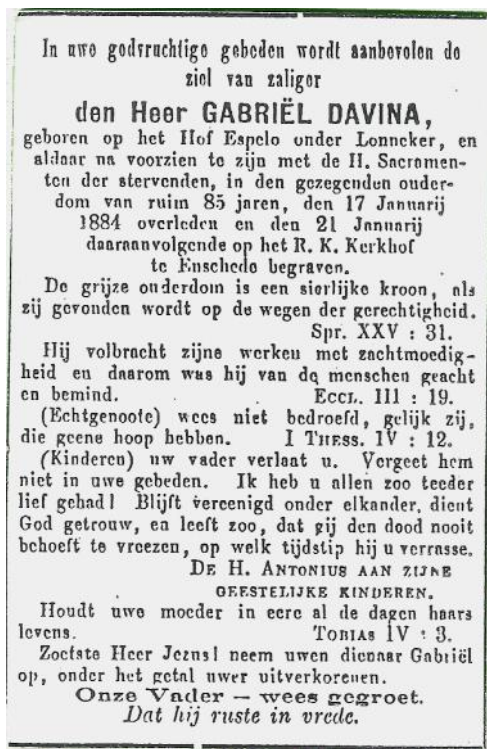 In uwe godvruchtige gebeden wordt aanbevolen de
ziel van zaliger
den Heer GABRIËL DAVINA,
geboren op het Hof Espelo onder Lonneker, en
aldaar na voorzien te zijn met de H. Sacramen-
ten der stervenden, in den gezegenden ouder-
dom van ruim 85 jaren, den 17 Januarij
1884 overleden en den 21 Januarij
daaraanvolgende op het R. K. Kerkhof
te Enschede begraven.
De grijze ouderdom is een sierlijke kroon, als
zij gevonden wordt op de wegen der gerechtigheid.
Spr. XXV : 31.
Hij volbracht zijne werken met zachtmoedig-
heid en daarom was hij van de menschen geacht
en bemind. ECCL. III : 19.
(Echtgenoote) wees niet bedroefd, gelijk zij,
die geene hoop hebben. I THESS. IV : 12.
(Kinderen) uw vader verlaat u. Vergeet hem
niet in uwe gebeden. Ik heb u allen zoo teeder
lief gehad! Blijft vereenigd onder elkander, dient
God getrouw, en leeft zoo, dat gij den dood nooit
behoeft te vreezen, op welk tijdstip hij u verrasse.
DE H. ANTONIUS AAN ZIJNE
GEESTELIJKE KINDEREN.
Houdt uwe moeder in eere al de dagen haars
levens. TOBIAS IV : 3.
Zoetste Heer Jezus! neem uwen dienaar Gabriël
op, onder het getal uwer uitverkorenen.
Onze Vader — wees gegroet.
Dat hij ruste in vrede.